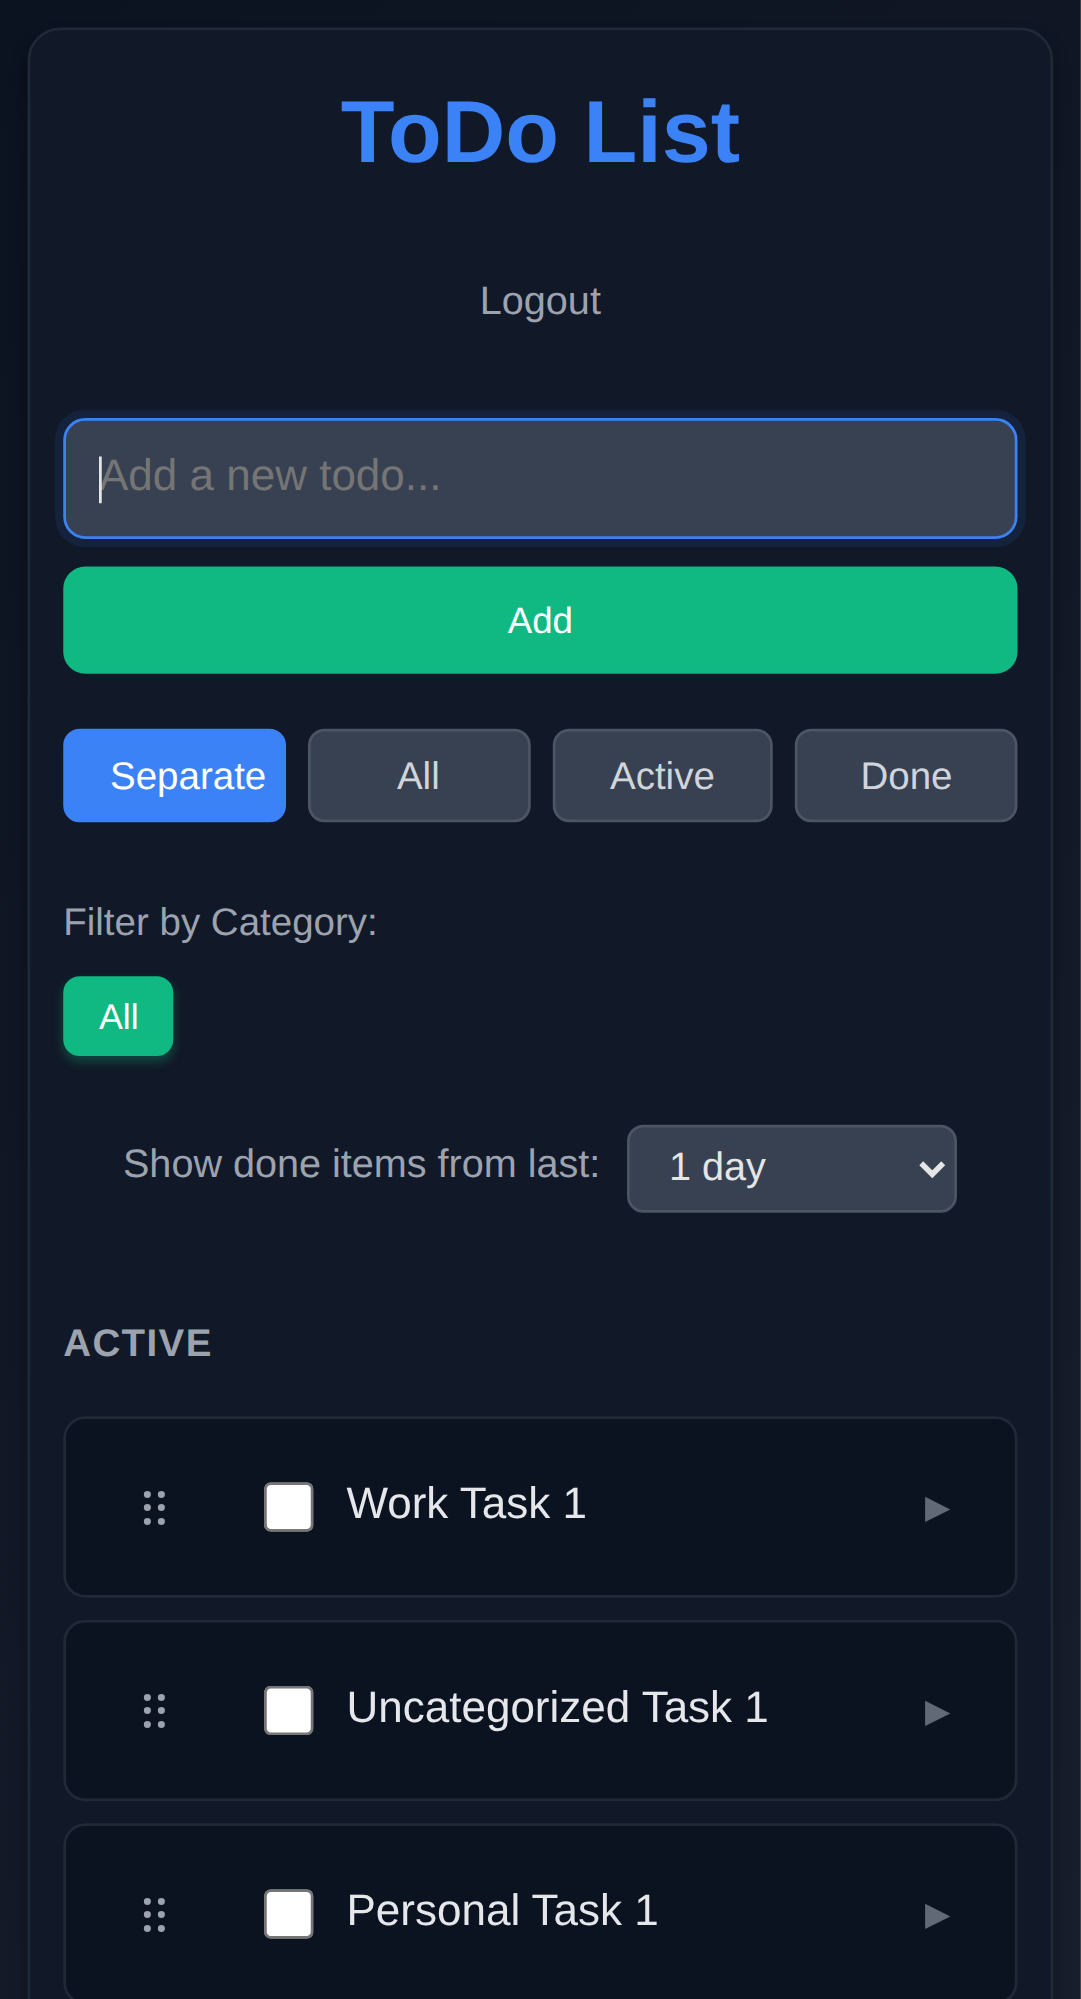 ToDo List
Logout
Add a new todo...
Add
Separate All Active Done
Filter by Category:
All
Show done items from last: 1 day
ACTIVE
Work Task 1
Uncategorized Task 1
Personal Task 1